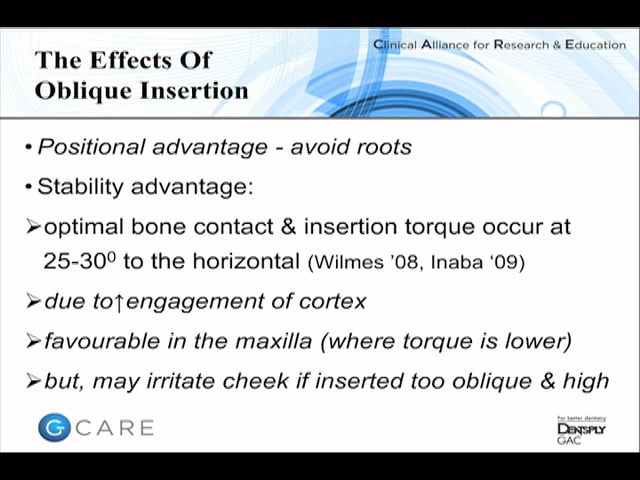 Clinical Alliance for Research & Education
The Effects Of
Oblique Insertion
• Positional advantage - avoid roots
• Stability advantage:
➢optimal bone contact & insertion torque occur at
25-30⁰ to the horizontal (Wilmes ’08, Inaba ‘09)
➢due to↑engagement of cortex
➢favourable in the maxilla (where torque is lower)
➢but, may irritate cheek if inserted too oblique & high
G CARE
For better dentistry
DENTSPLY
GAC